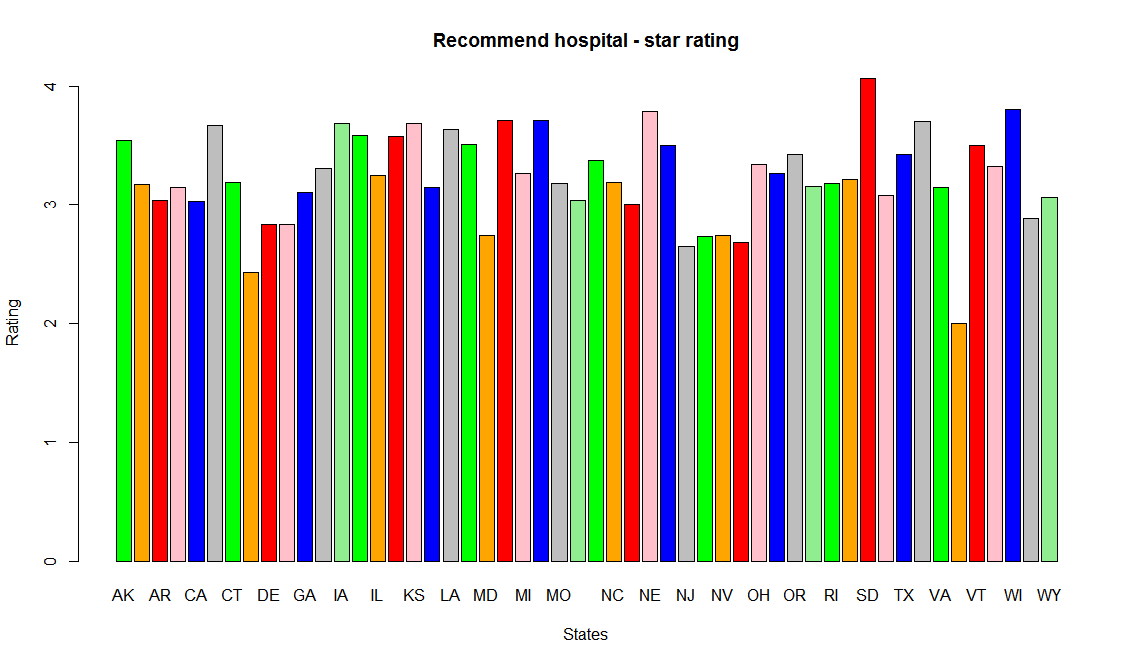 Recommend hospital - star rating
Rating
4
3
2
1
0
AK AR CA CT DE GA IA IL KS LA MD MI MO NC NE NJ NV OH OR RI SD TX VA VT WI WY
States